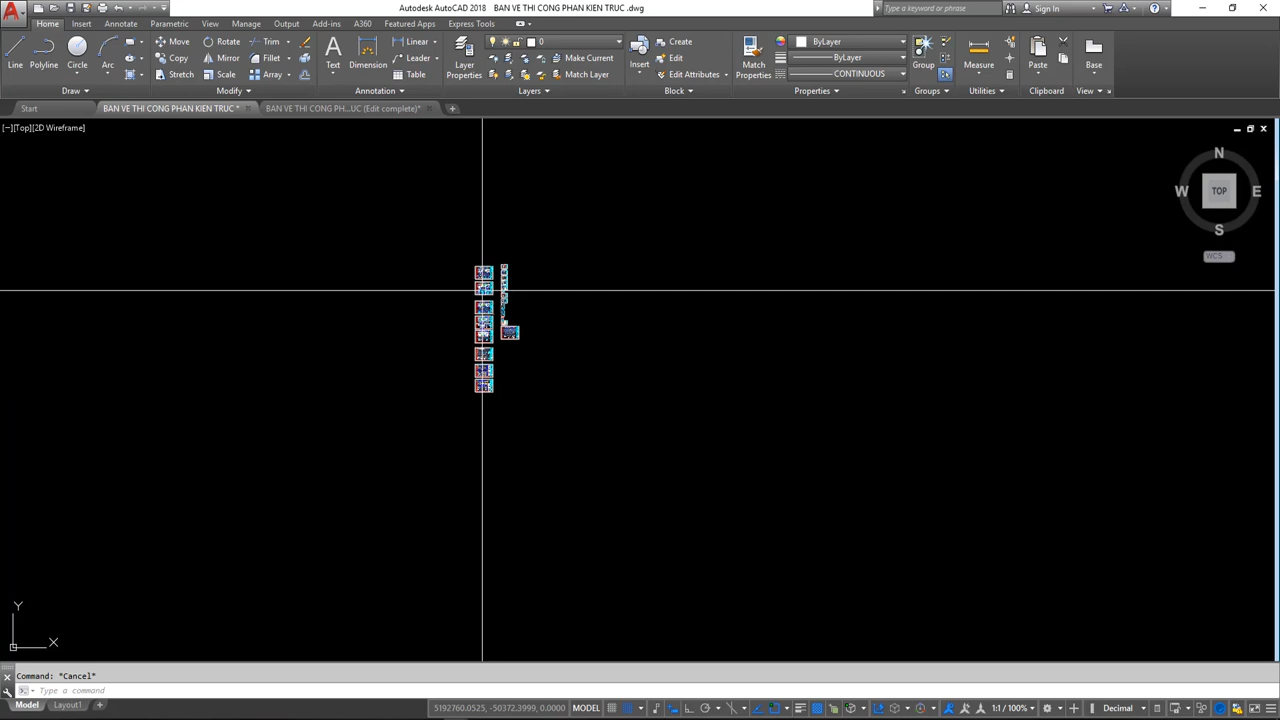 Autodesk AutoCAD 2018 BAN VE THI CONG PHAN KIEN TRUC .dwg
Type a keyword or phrase
Sign In
Home Insert Annotate Parametric View Manage Output Add-ins A360 Featured Apps Express Tools
Line Polyline Circle Arc
Move Rotate Trim
Copy Mirror Fillet
Stretch Scale Array
Text Dimension
Linear
Leader
Table
Layer Properties
0
Make Current
Match Layer
Insert
Create
Edit
Edit Attributes
Match Properties
ByLayer
ByLayer
CONTINUOUS
Group
Measure
Paste
Base
Draw Modify Annotation Layers Block Properties Groups Utilities Clipboard View
Start
BAN VE THI CONG PHAN KIEN TRUC *
BAN VE THI CONG PH...UC (Edit complete)*
[−][Top][2D Wireframe]
N
W TOP E
S
WCS
Y
X
Command: *Cancel*
Type a command
Model Layout1
5192760.0525, -50372.3999, 0.0000 MODEL
1:1 / 100%
Decimal